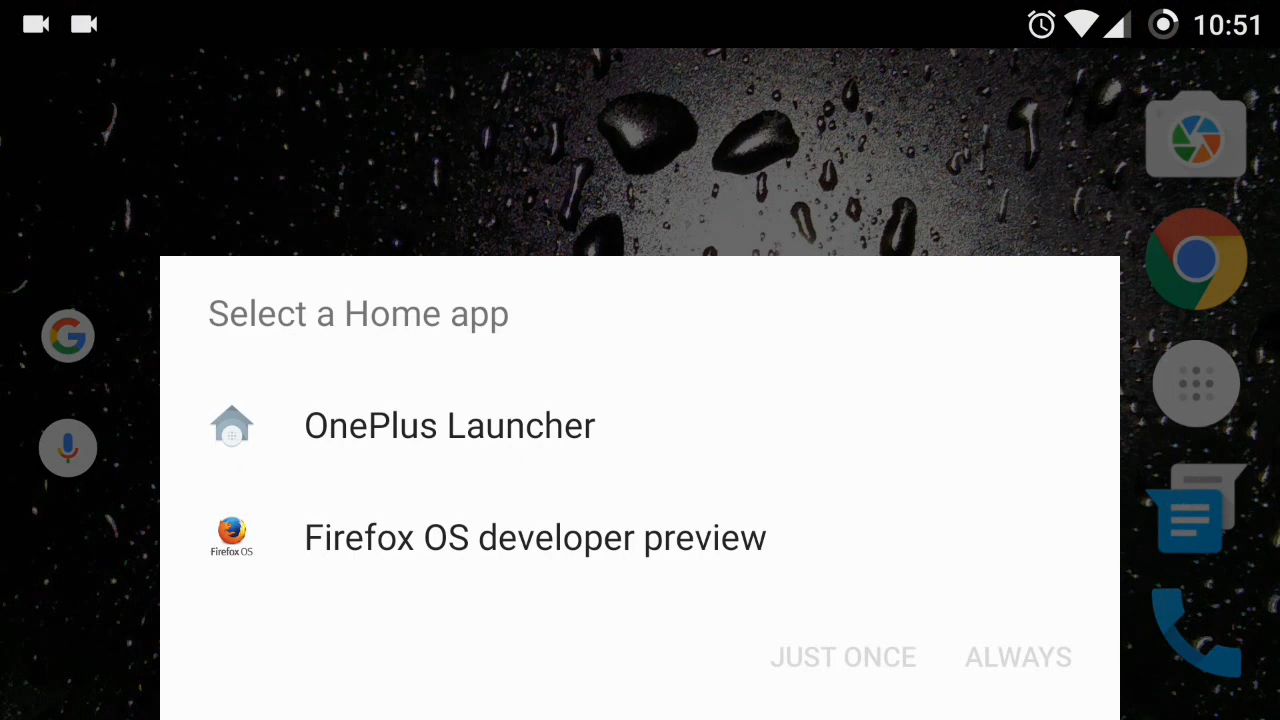 10:51
Select a Home app
OnePlus Launcher
Firefox OS
Firefox OS developer preview
JUST ONCE ALWAYS